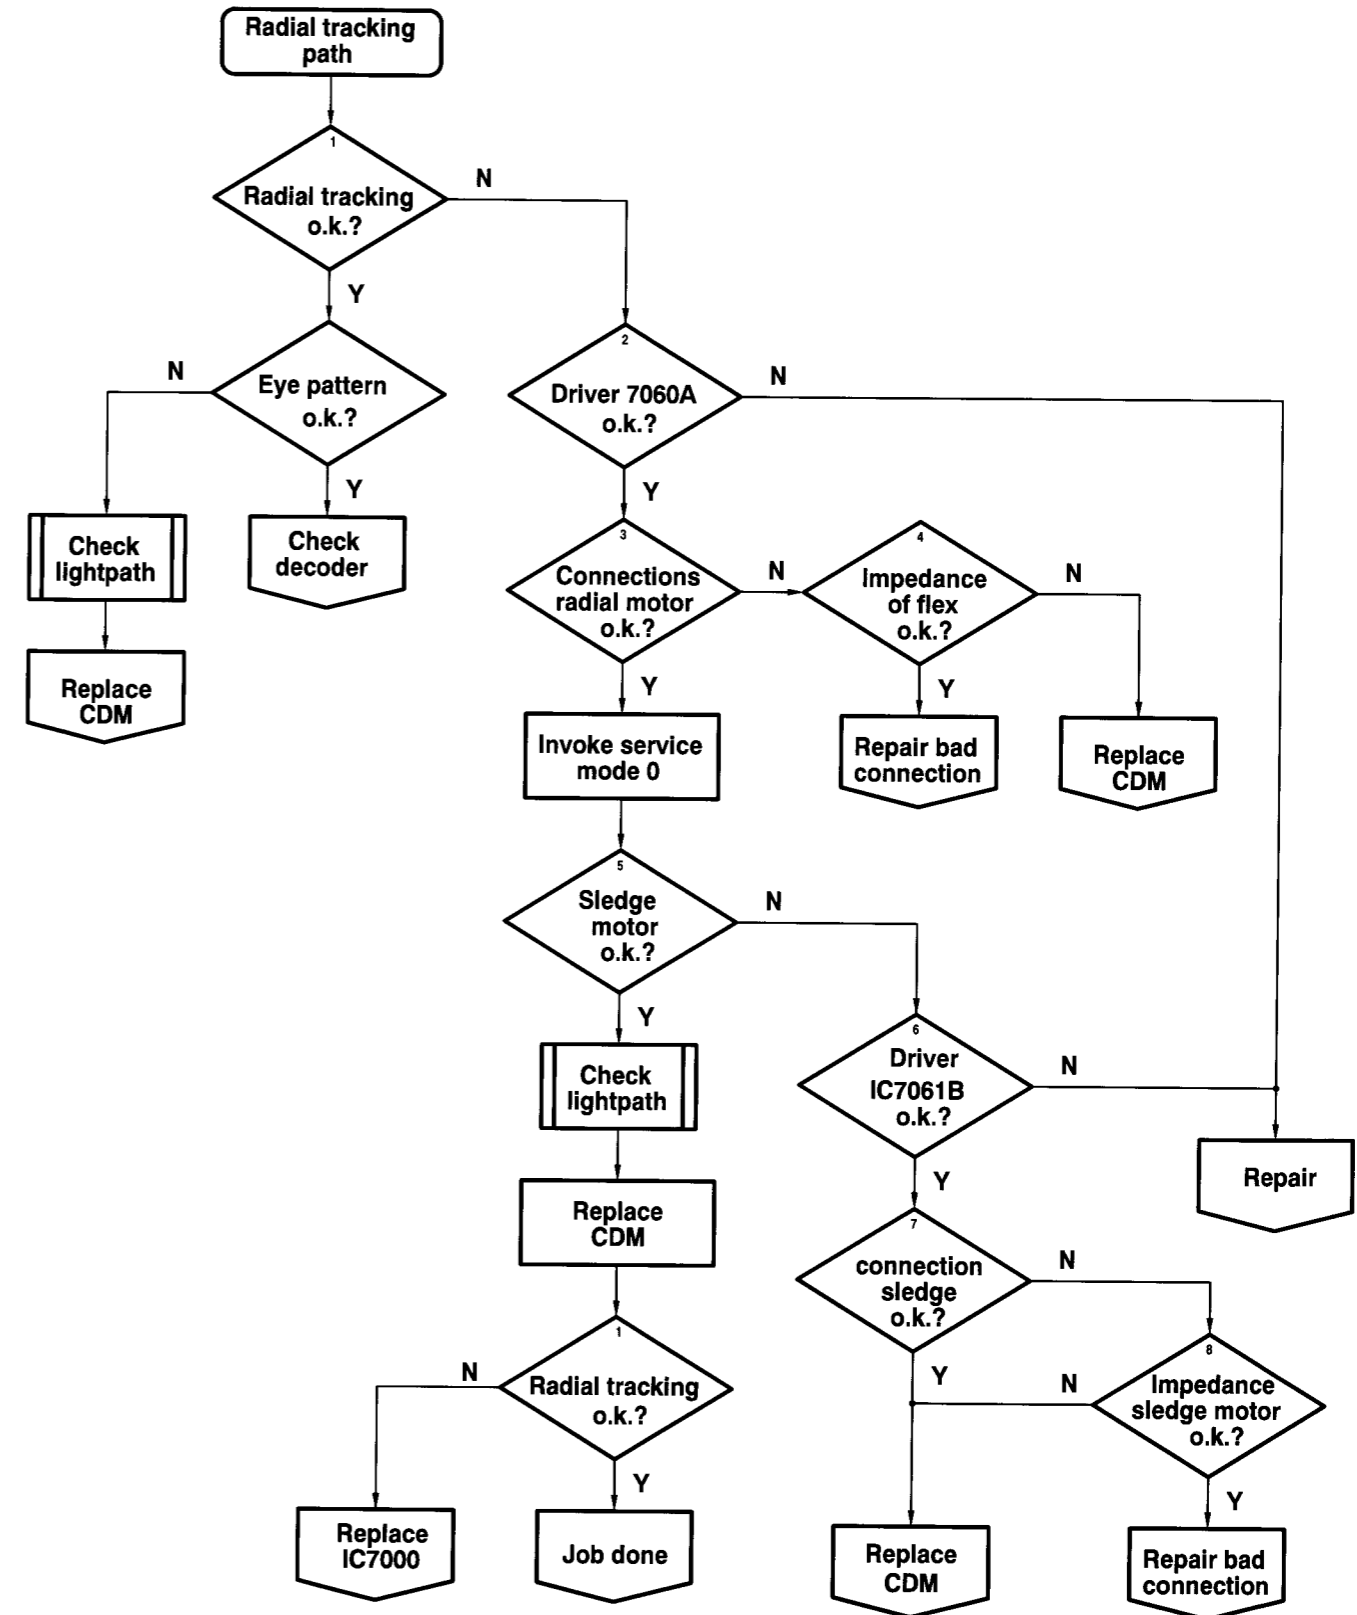 Radial tracking
path
1
Radial tracking
o.k.?
N
Y
Eye pattern
o.k.?
N
Y
Check
lightpath
Check
decoder
Replace
CDM
2
Driver 7060A
o.k.?
N
Y
3
Connections
radial motor
o.k.?
N
Y
4
Impedance
of flex
o.k.?
N
Y
Invoke service
mode 0
Repair bad
connection
Replace
CDM
5
Sledge
motor
o.k.?
N
Y
Check
lightpath
6
Driver
IC7061B
o.k.?
N
Y
Repair
Replace
CDM
7
connection
sledge
o.k.?
N
Y
1
Radial tracking
o.k.?
N
Y
8
Impedance
sledge motor
o.k.?
N
Y
Replace
IC7000
Job done
Replace
CDM
Repair bad
connection